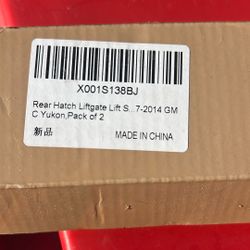 X001S138BJ
Rear Hatch Liftgate Lift S...7-2014 GM
C Yukon,Pack of 2
新品
MADE IN CHINA